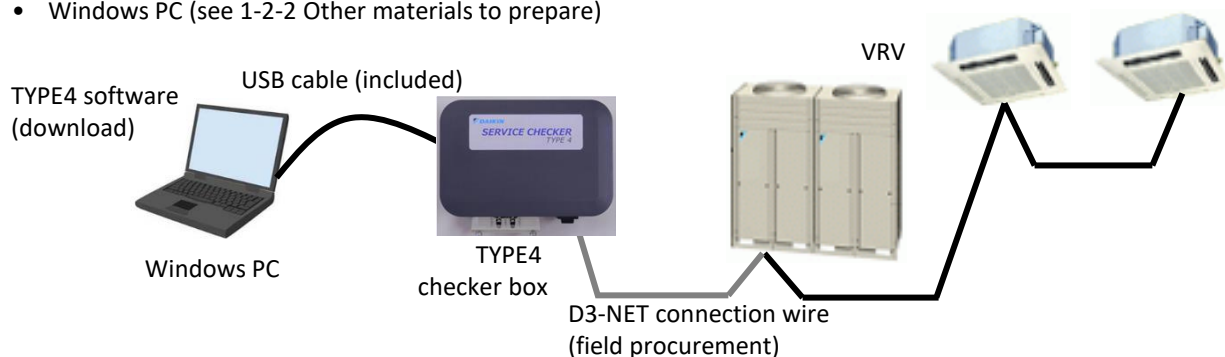 • Windows PC (see 1-2-2 Other materials to prepare)
VRV
USB cable (included)
TYPE4 software
(download)
DAIKIN
SERVICE CHECKER
TYPE 4
Windows PC
TYPE4
checker box
D3-NET connection wire
(field procurement)